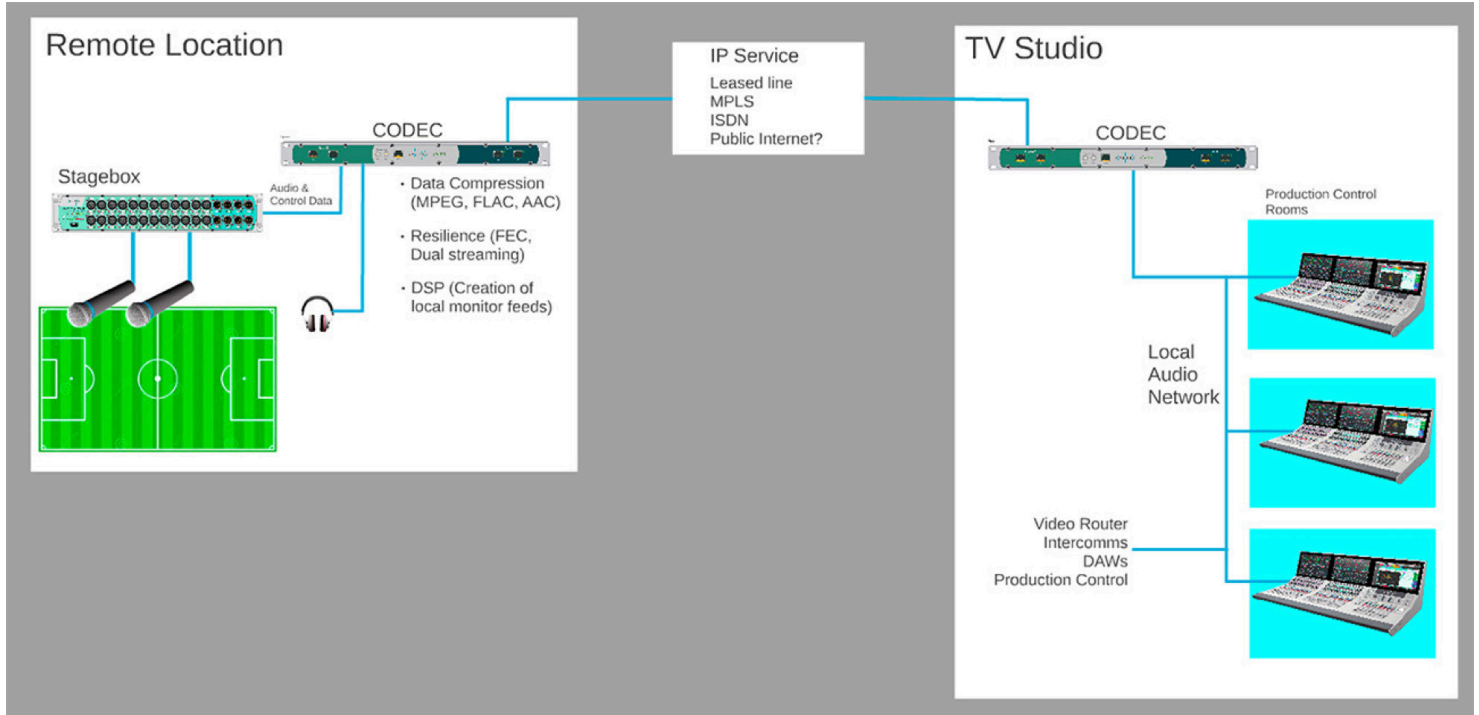 Remote Location
CODEC
Stagebox
Audio &
Control Data
· Data Compression
(MPEG, FLAC, AAC)
· Resilience (FEC,
Dual streaming)
· DSP (Creation of
local monitor feeds)
IP Service
Leased line
MPLS
ISDN
Public Internet?
TV Studio
CODEC
Production Control
Rooms
Local
Audio
Network
Video Router
Intercomms
DAWs
Production Control